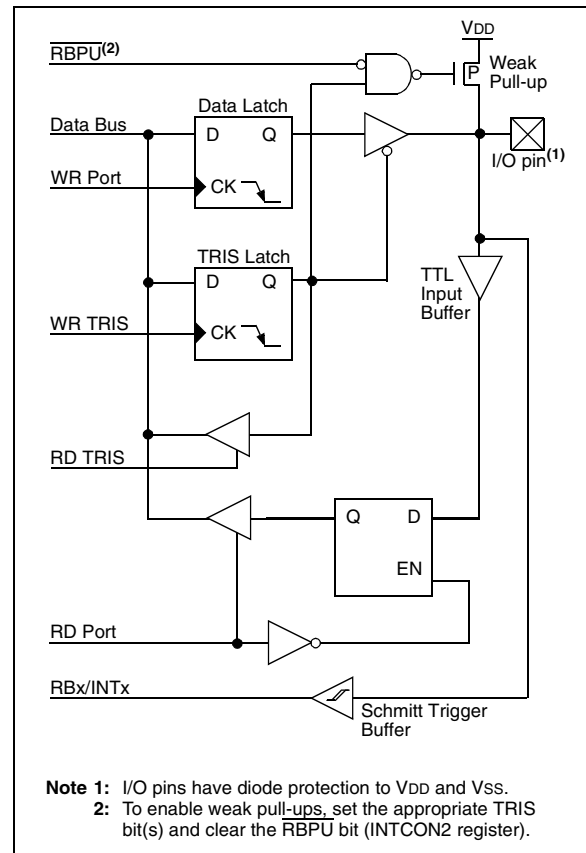 VDD
RBPU(2)
P
Weak
Pull-up
Data Latch
Data Bus
D Q
I/O pin(1)
WR Port
CK
TRIS Latch
D Q
TTL
Input
Buffer
WR TRIS
CK
RD TRIS
Q D
EN
RD Port
RBx/INTx
Schmitt Trigger
Buffer
Note 1: I/O pins have diode protection to VDD and VSS.
2: To enable weak pull-ups, set the appropriate TRIS
bit(s) and clear the RBPU bit (INTCON2 register).